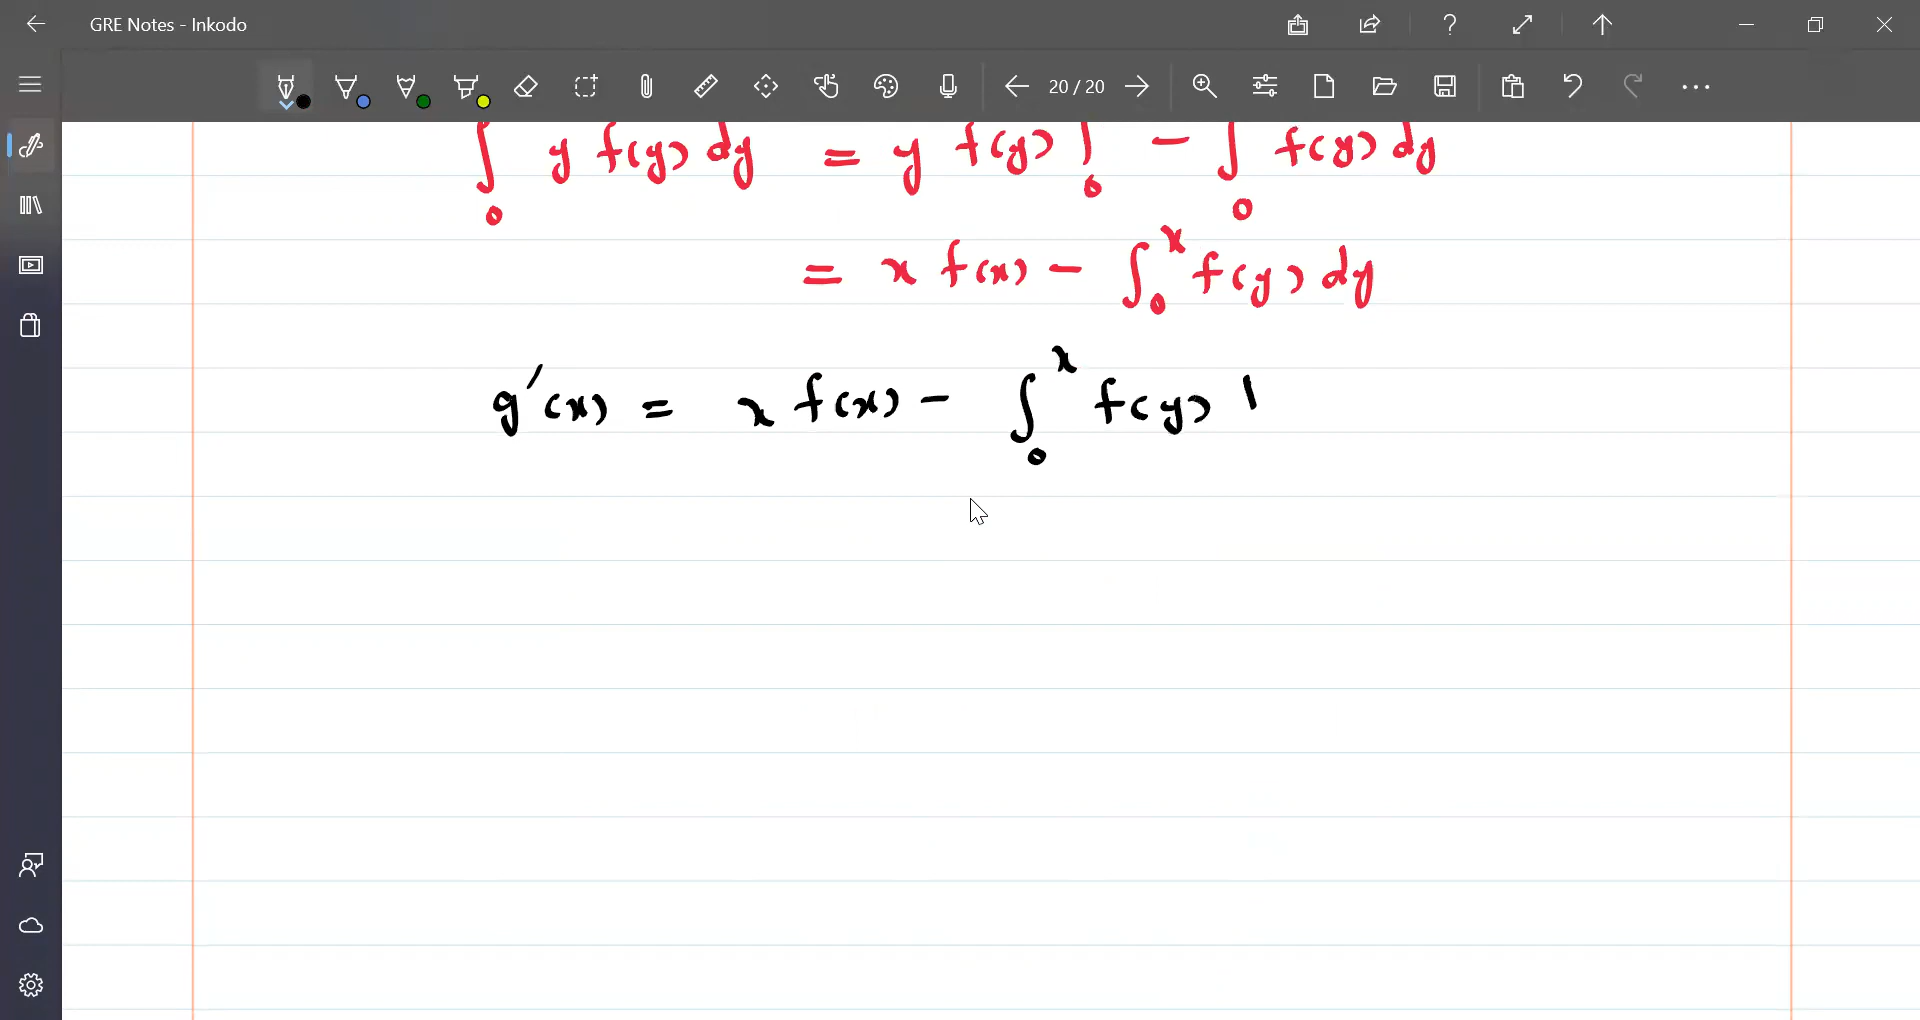 GRE Notes - Inkodo
20 / 20
∫₀ y f(y) dy = y f(y) |₀ - ∫₀ f(y) dy
= x f(x) - ∫₀ˣ f(y) dy
g′(x) = x f(x) - ∫₀ˣ f(y)